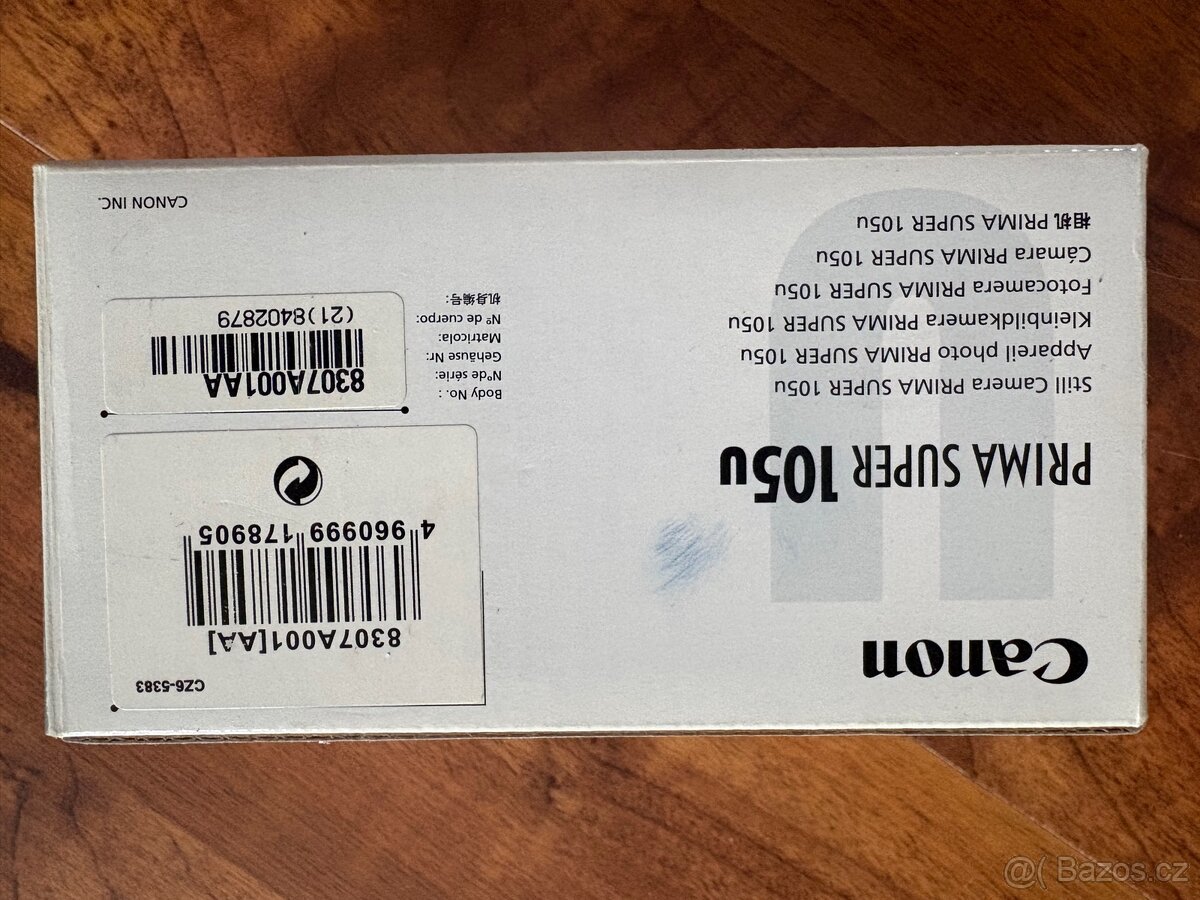 Canon
PRIMA SUPER 105u
Still Camera PRIMA SUPER 105u
Appareil photo PRIMA SUPER 105u
Kleinbildkamera PRIMA SUPER 105u
Fotocamera PRIMA SUPER 105u
Cámara PRIMA SUPER 105u
相机 PRIMA SUPER 105u
CZ6-5383
8307A001[AA]
4 960999 178905
Body No. :
Nº de série:
Gehäuse Nr:
Matricola:
Nº de cuerpo:
机身编号:
8307A001AA
(21)8402879
CANON INC.
@( Bazos.cz